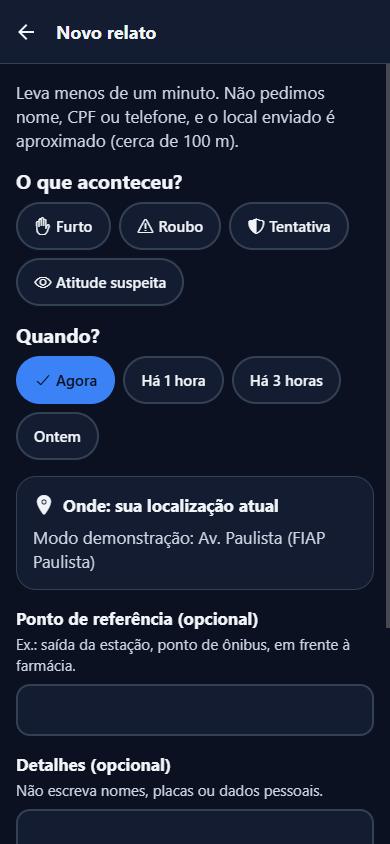 Novo relato
Leva menos de um minuto. Não pedimos
nome, CPF ou telefone, e o local enviado é
aproximado (cerca de 100 m).
O que aconteceu?
Furto
Roubo
Tentativa
Atitude suspeita
Quando?
Agora
Há 1 hora
Há 3 horas
Ontem
Onde: sua localização atual
Modo demonstração: Av. Paulista (FIAP
Paulista)
Ponto de referência (opcional)
Ex.: saída da estação, ponto de ônibus, em frente à
farmácia.
Detalhes (opcional)
Não escreva nomes, placas ou dados pessoais.